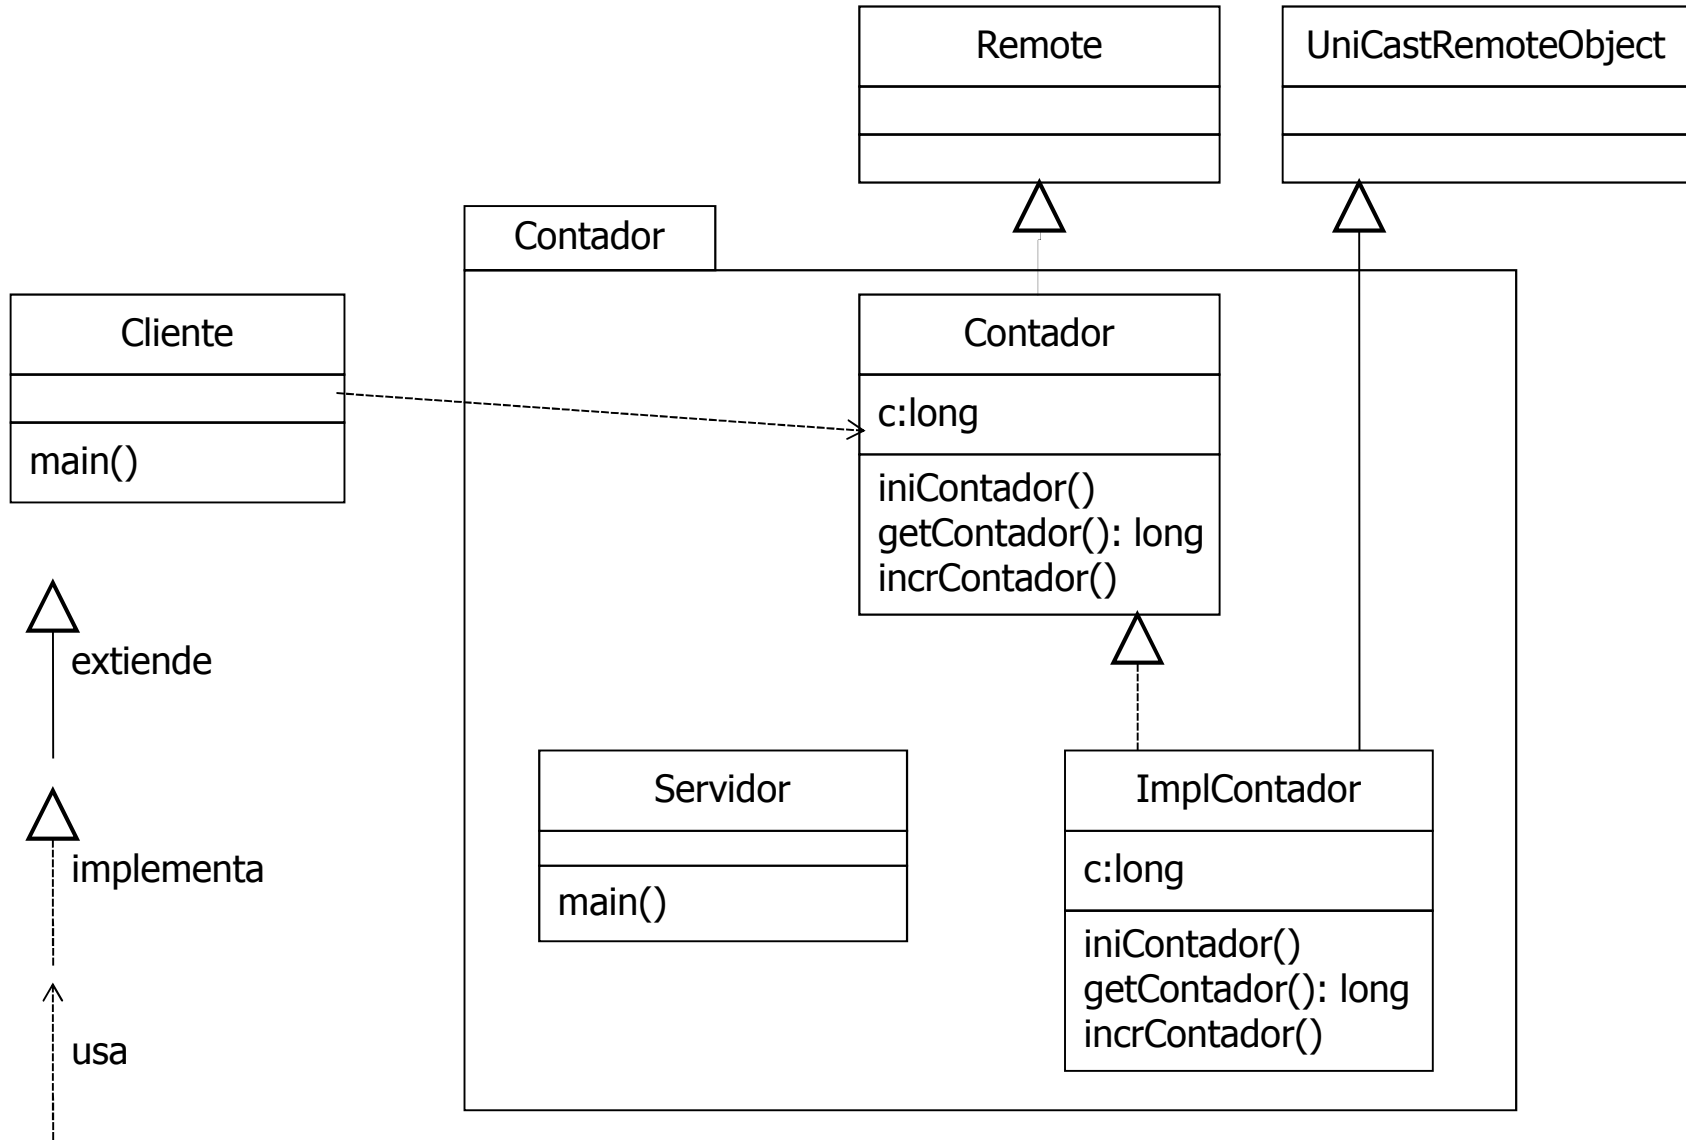 Remote
UniCastRemoteObject
Contador
Cliente
main()
Contador
c:long
iniContador()
getContador(): long
incrContador()
extiende
implementa
usa
Servidor
main()
ImplContador
c:long
iniContador()
getContador(): long
incrContador()